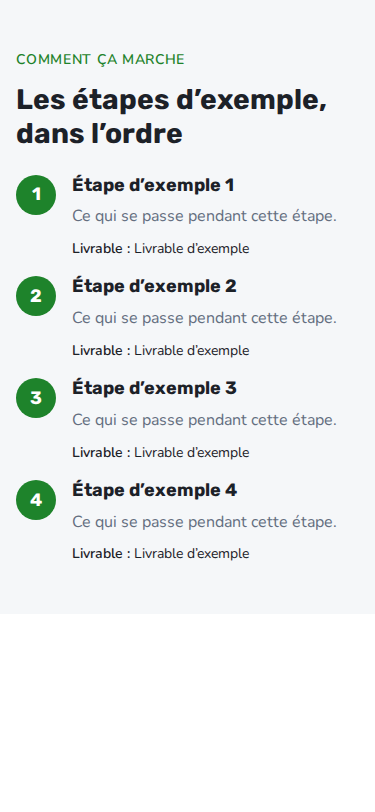 COMMENT ÇA MARCHE
Les étapes d’exemple,
dans l’ordre
1
Étape d’exemple 1
Ce qui se passe pendant cette étape.
Livrable : Livrable d’exemple
2
Étape d’exemple 2
Ce qui se passe pendant cette étape.
Livrable : Livrable d’exemple
3
Étape d’exemple 3
Ce qui se passe pendant cette étape.
Livrable : Livrable d’exemple
4
Étape d’exemple 4
Ce qui se passe pendant cette étape.
Livrable : Livrable d’exemple